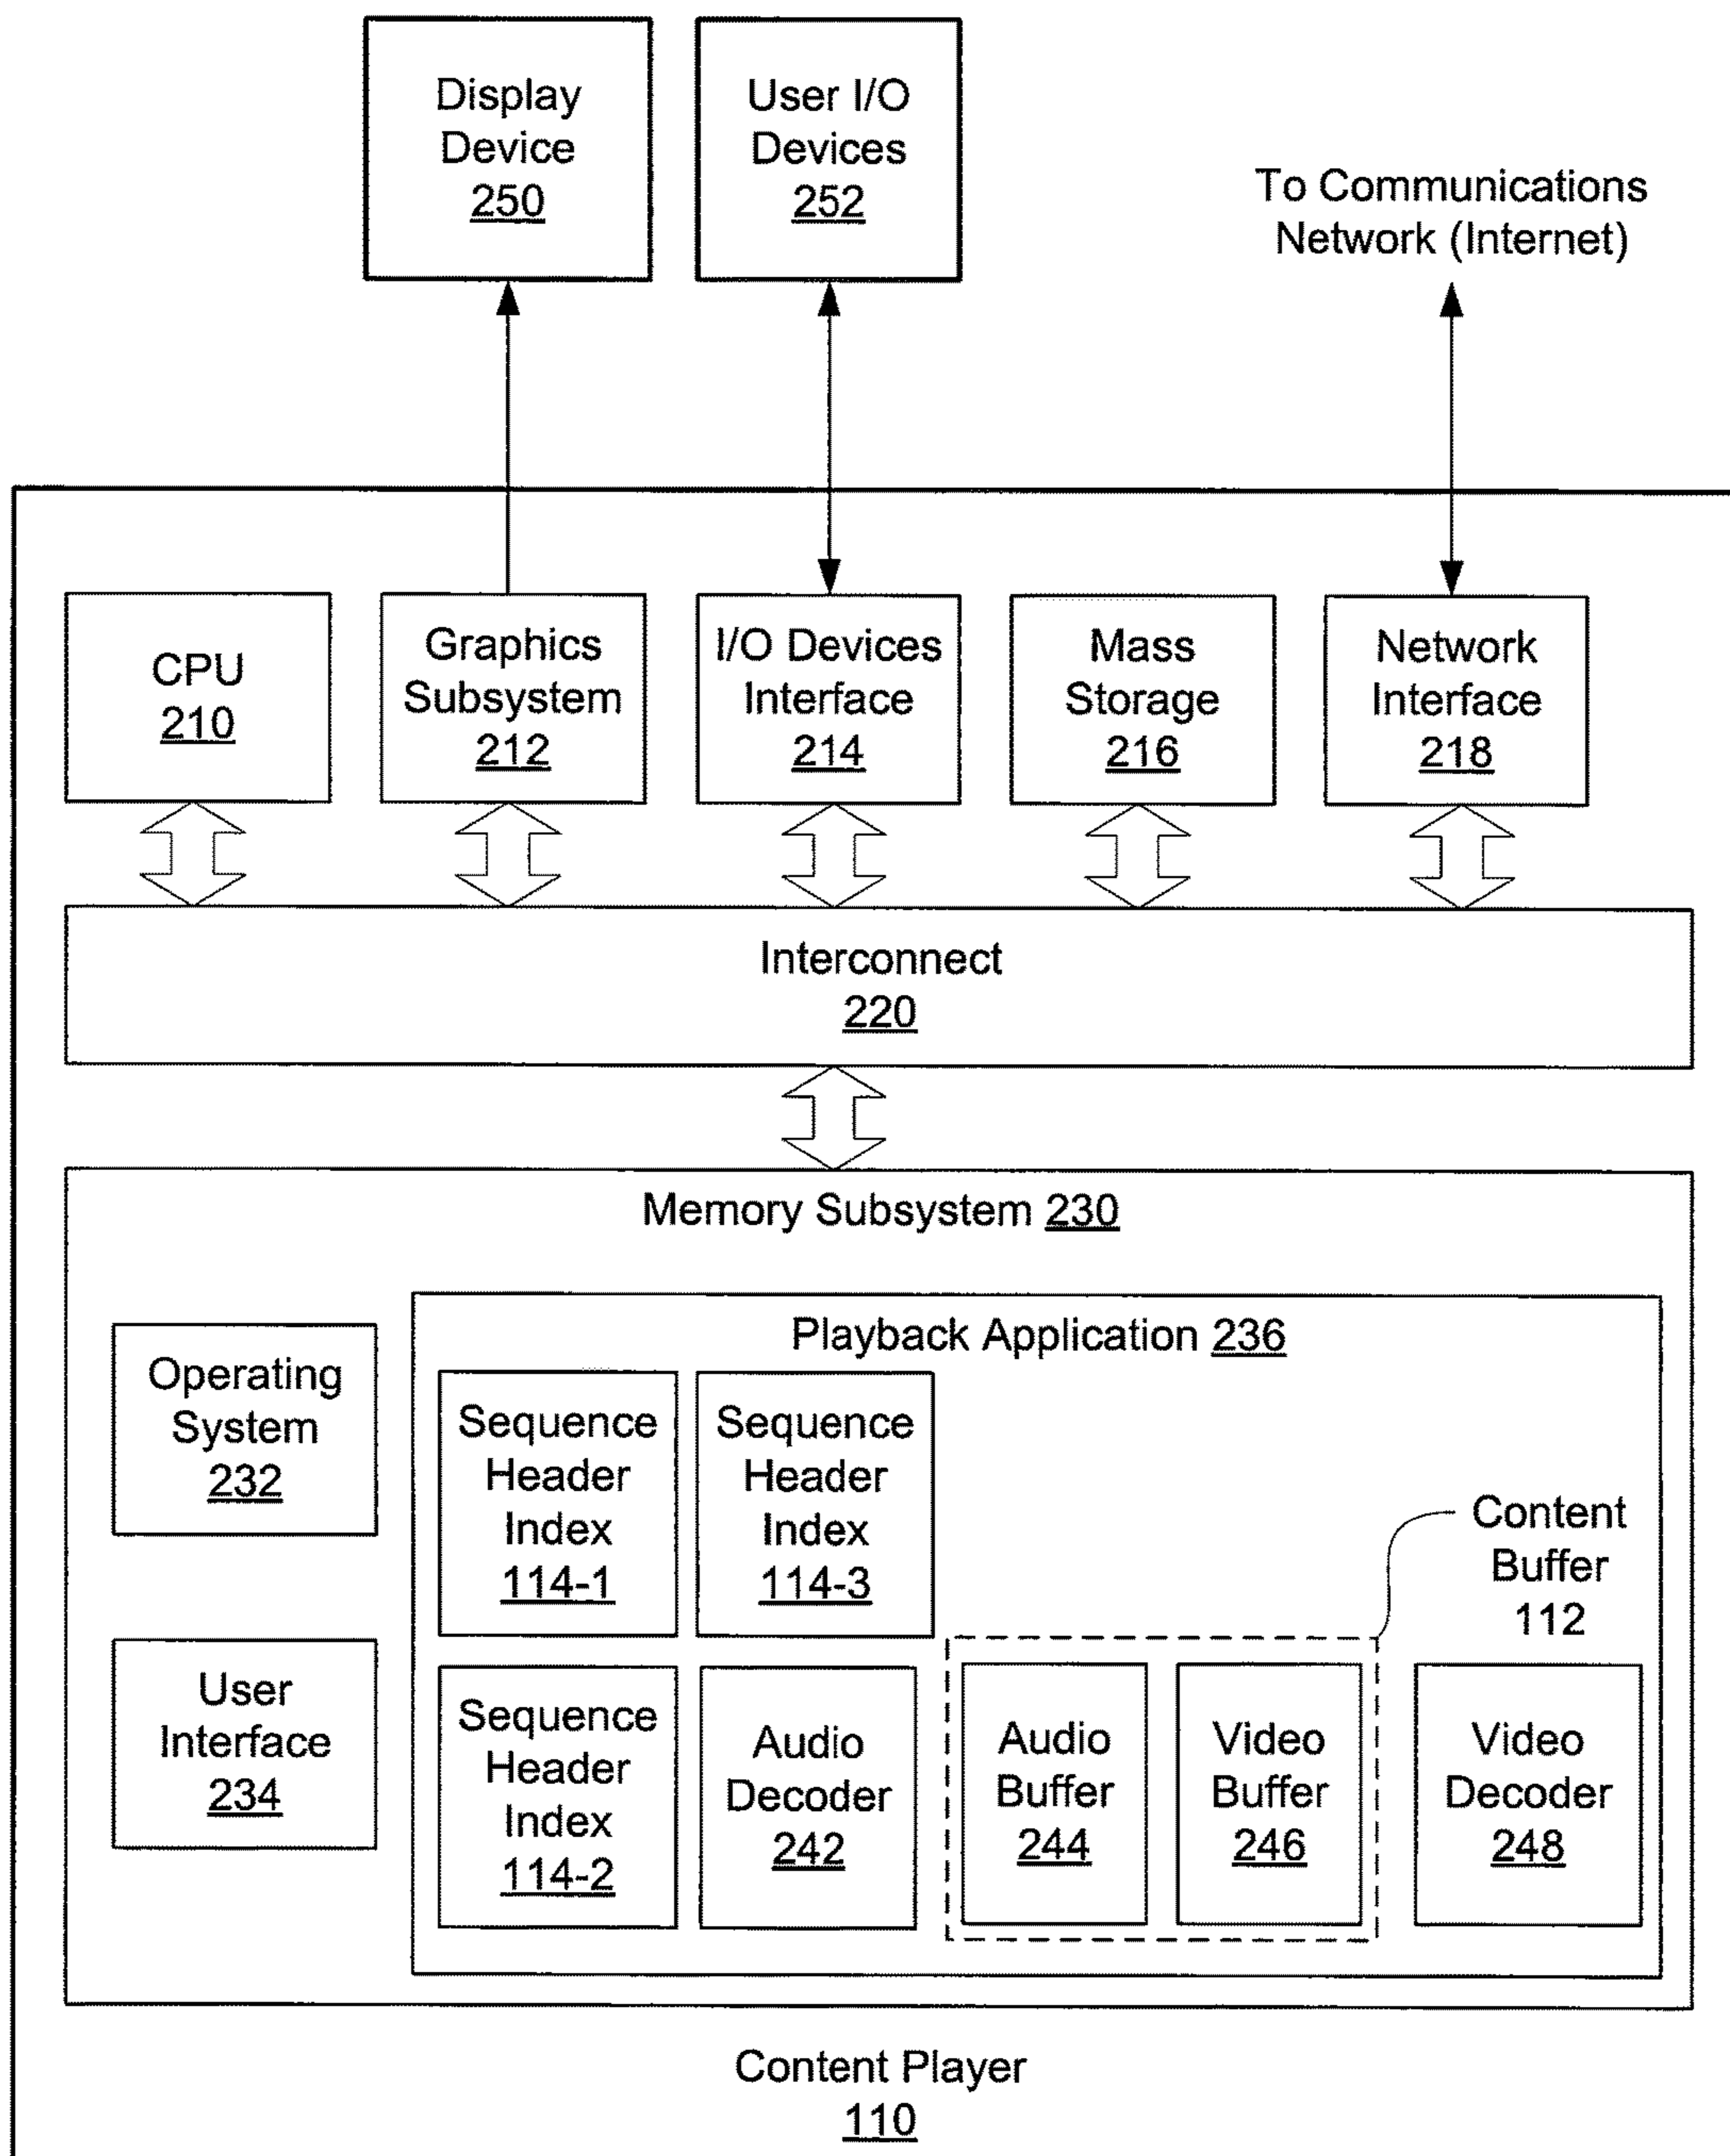 Display
Device
250
User I/O
Devices
252
To Communications
Network (Internet)
CPU
210
Graphics
Subsystem
212
I/O Devices
Interface
214
Mass
Storage
216
Network
Interface
218
Interconnect
220
Memory Subsystem 230
Operating
System
232
User
Interface
234
Playback Application 236
Sequence
Header
Index
114-1
Sequence
Header
Index
114-3
Content
Buffer
112
Sequence
Header
Index
114-2
Audio
Decoder
242
Audio
Buffer
244
Video
Buffer
246
Video
Decoder
248
Content Player
110